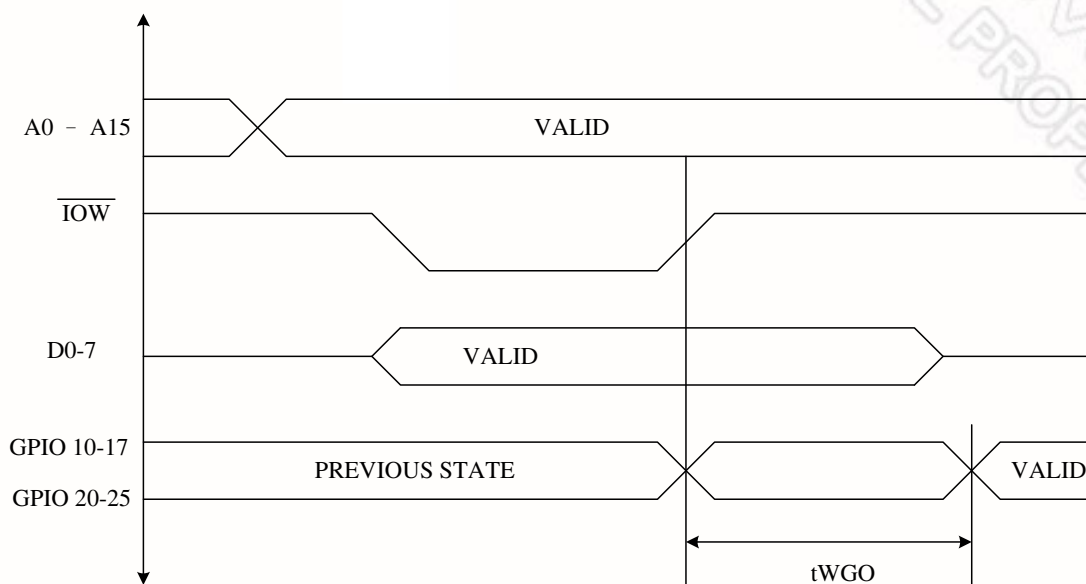 A0 - A15
VALID
IOW
D0-7
VALID
GPIO 10-17
PREVIOUS STATE
VALID
GPIO 20-25
tWGO